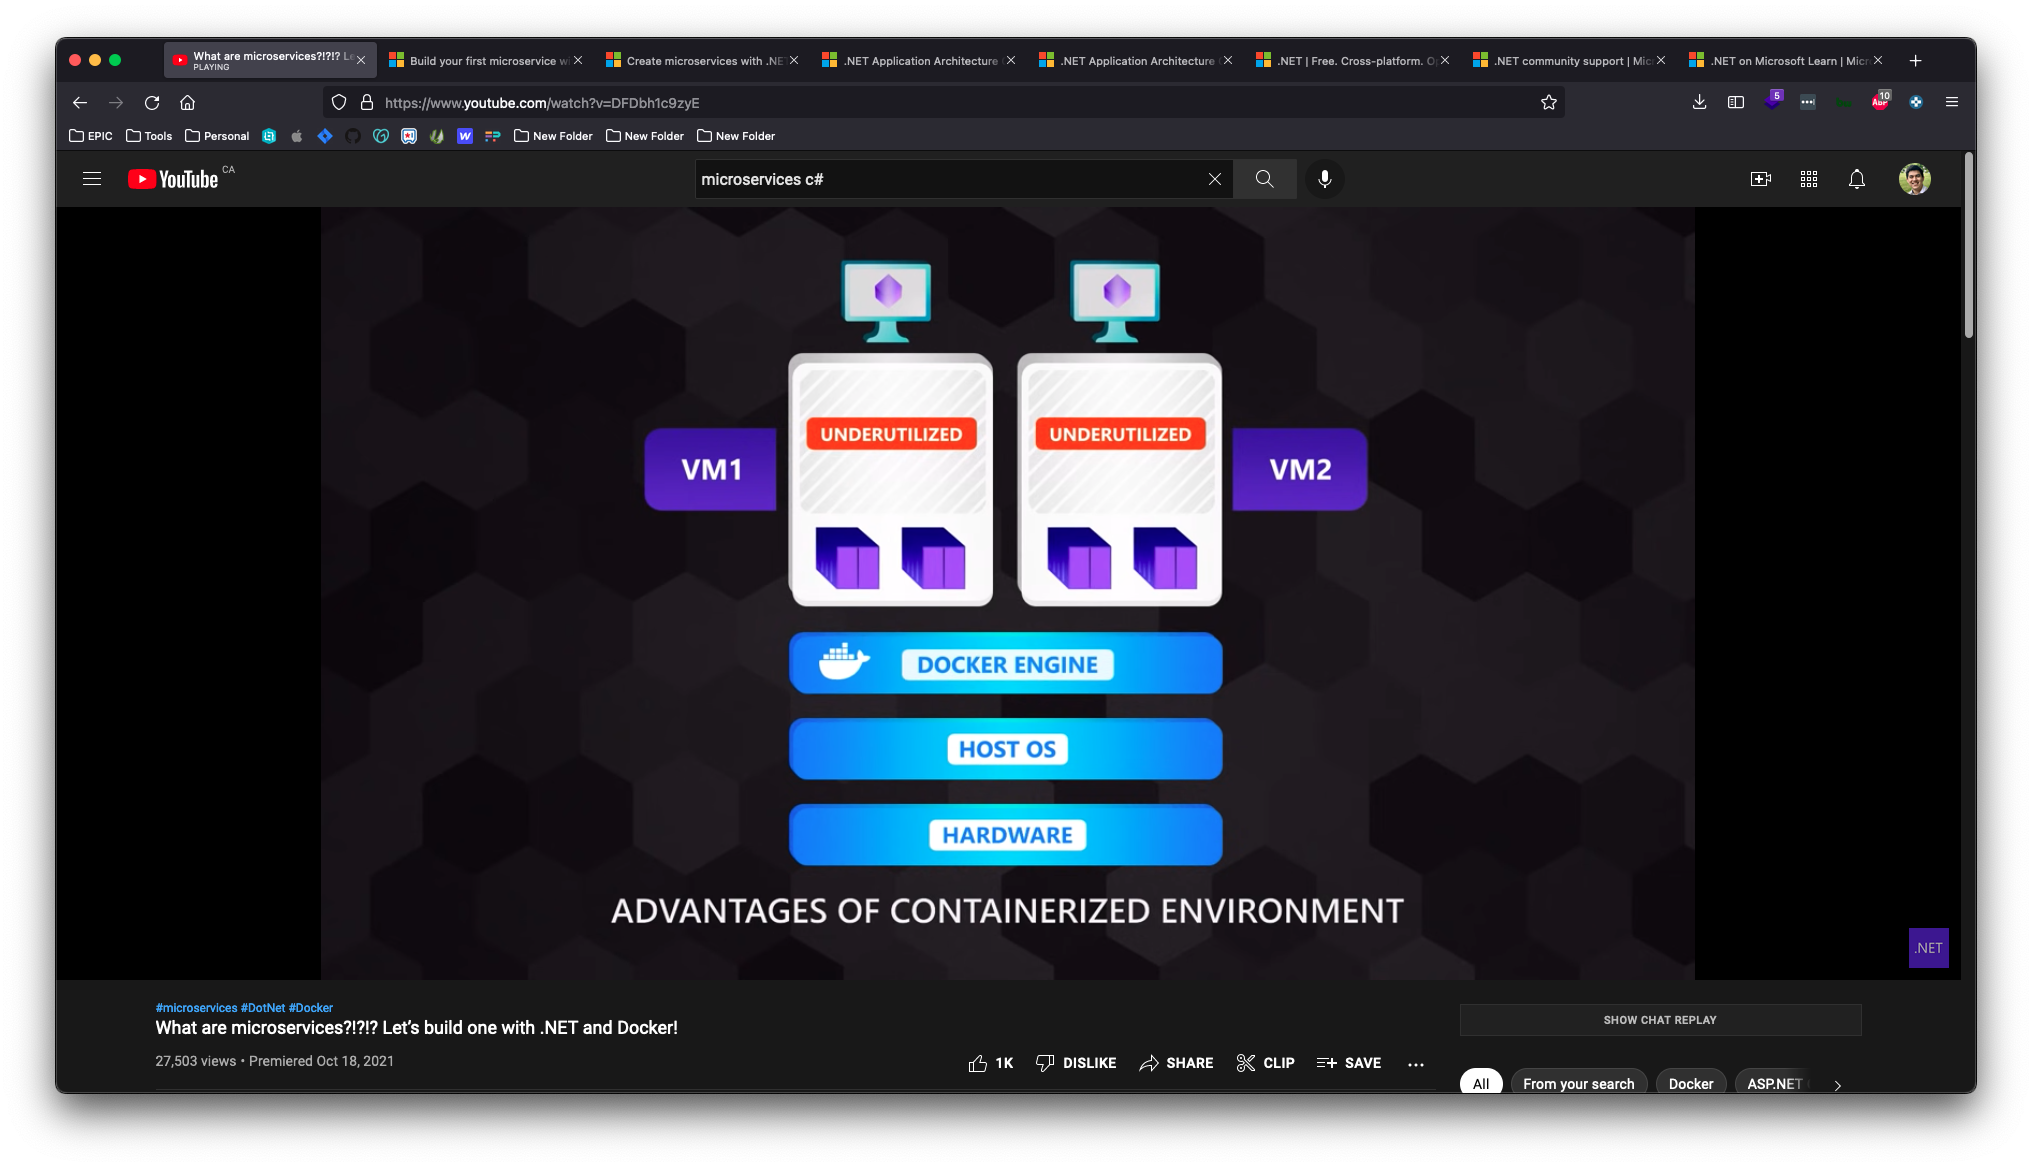 What are microservices?!?!? Le
PLAYING
Build your first microservice w
Create microservices with .NE
.NET Application Architecture
.NET Application Architecture
.NET | Free. Cross-platform. O
.NET community support | Mic
.NET on Microsoft Learn | Micr
https://www.youtube.com/watch?v=DFDbh1c9zyE
5
ABP
10
EPIC
Tools
Personal
New Folder
New Folder
New Folder
YouTube CA
microservices c#
UNDERUTILIZED
UNDERUTILIZED
VM1
VM2
DOCKER ENGINE
HOST OS
HARDWARE
ADVANTAGES OF CONTAINERIZED ENVIRONMENT
.NET
#microservices #DotNet #Docker
What are microservices?!?!? Let's build one with .NET and Docker!
27,503 views • Premiered Oct 18, 2021
1K
DISLIKE
SHARE
CLIP
SAVE
SHOW CHAT REPLAY
All
From your search
Docker
ASP.NET